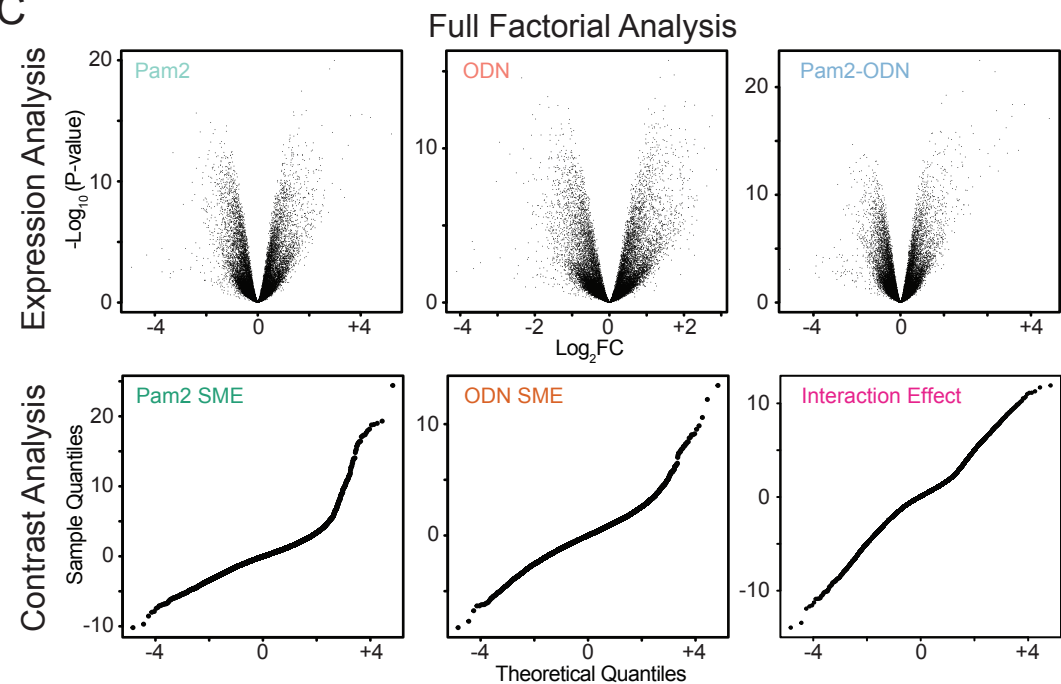 C
Full Factorial Analysis
Expression Analysis
-Log10 (P-value)
Pam2
20
10
0
-4 0 +4
ODN
10
0
-4 -2 0 +2
Log2FC
Pam2-ODN
20
10
0
-4 0 +4
Contrast Analysis
Sample Quantiles
Pam2 SME
20
10
0
-10
-4 0 +4
ODN SME
10
0
-4 0 +4
Theoretical Quantiles
Interaction Effect
10
0
-10
-4 0 +4